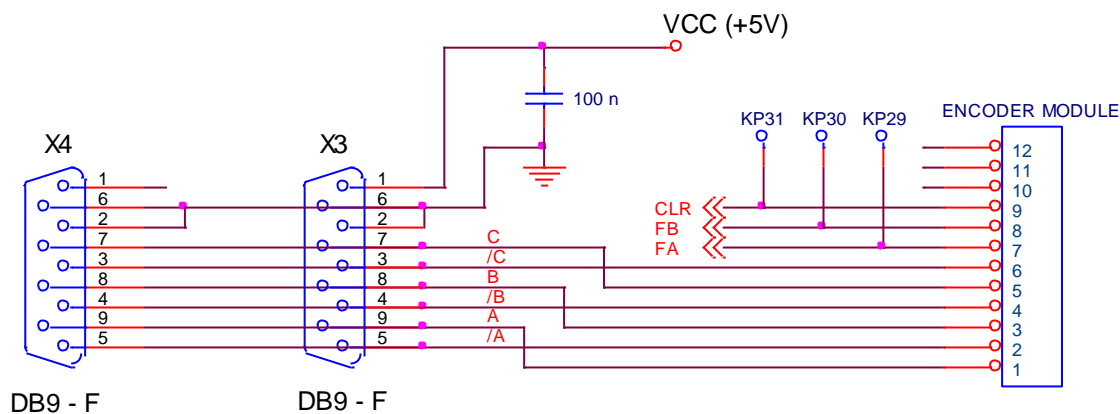 VCC (+5V)
100 n
KP31 KP30 KP29
ENCODER MODULE
X4
X3
1
6
2
7
3
8
4
9
5
1
6
2
7
3
8
4
9
5
C
/C
B
/B
A
/A
CLR
FB
FA
12
11
10
9
8
7
6
5
4
3
2
1
DB9 - F
DB9 - F